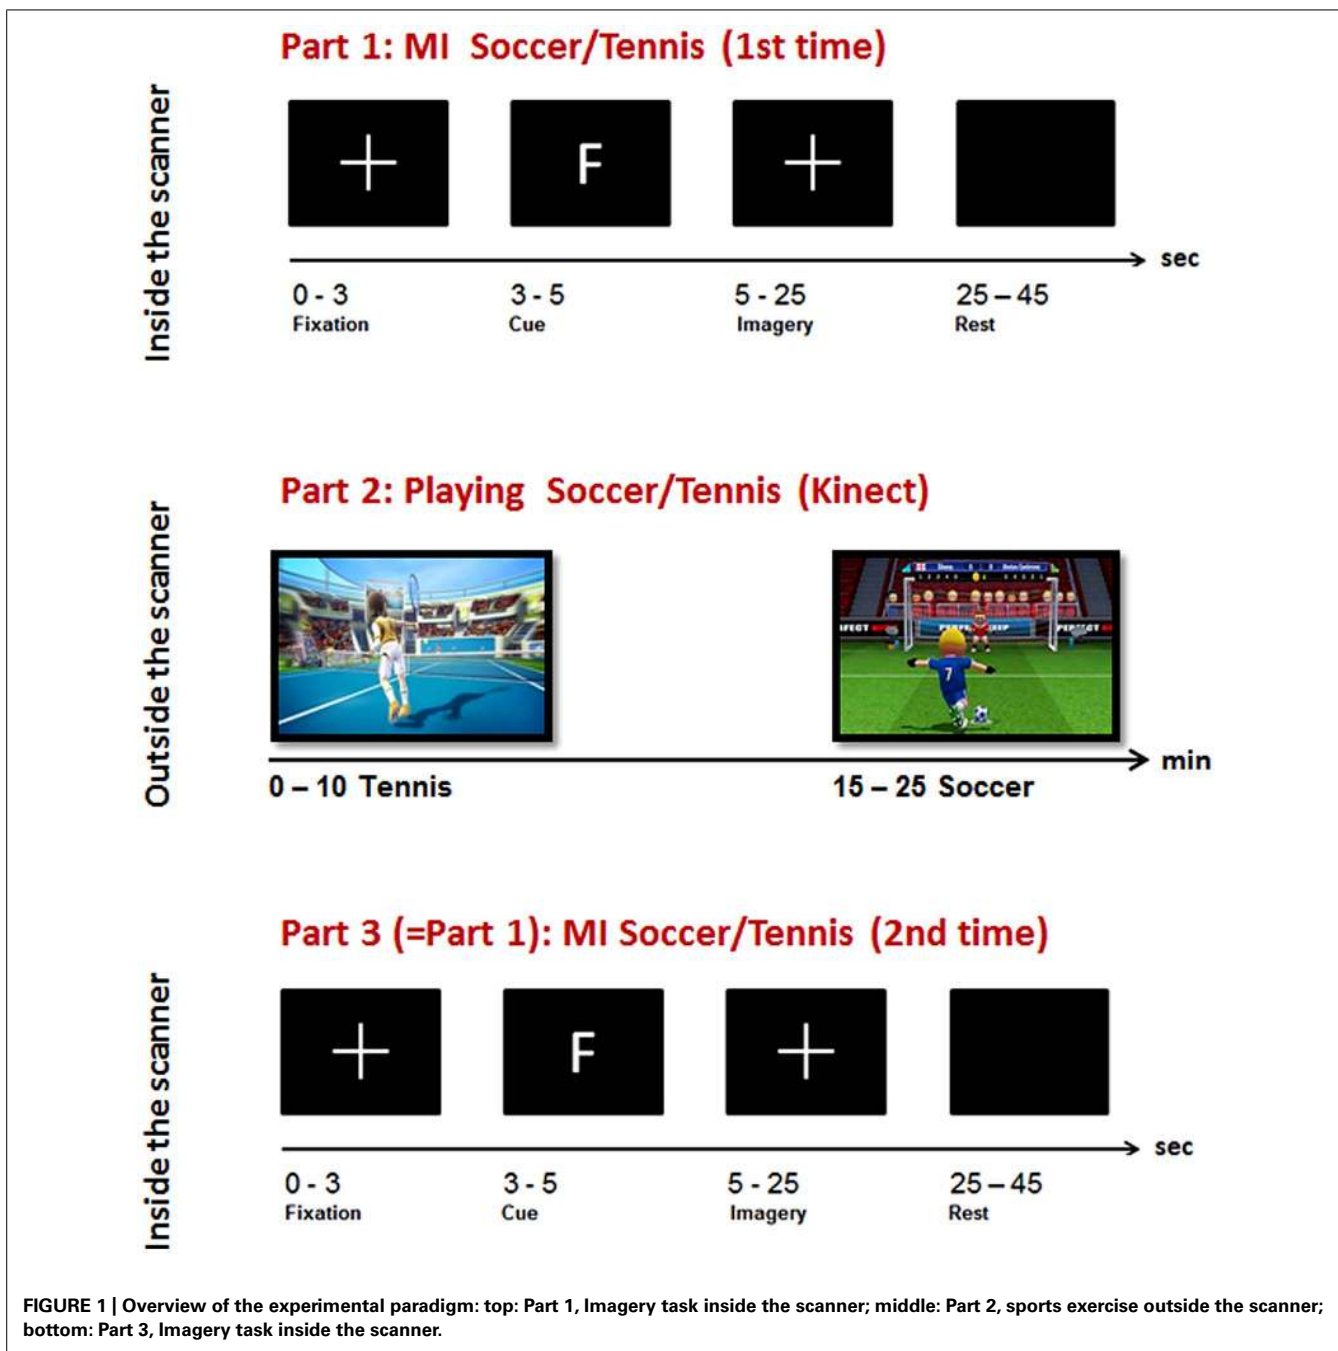 Part 1: MI Soccer/Tennis (1st time)
Inside the scanner
F
sec
0 - 3
3 - 5
5 - 25
25 – 45
Fixation
Cue
Imagery
Rest
Part 2: Playing Soccer/Tennis (Kinect)
Outside the scanner
7
min
0 – 10 Tennis
15 – 25 Soccer
Part 3 (=Part 1): MI Soccer/Tennis (2nd time)
Inside the scanner
F
sec
0 - 3
3 - 5
5 - 25
25 – 45
Fixation
Cue
Imagery
Rest
FIGURE 1 | Overview of the experimental paradigm: top: Part 1, Imagery task inside the scanner; middle: Part 2, sports exercise outside the scanner;
bottom: Part 3, Imagery task inside the scanner.